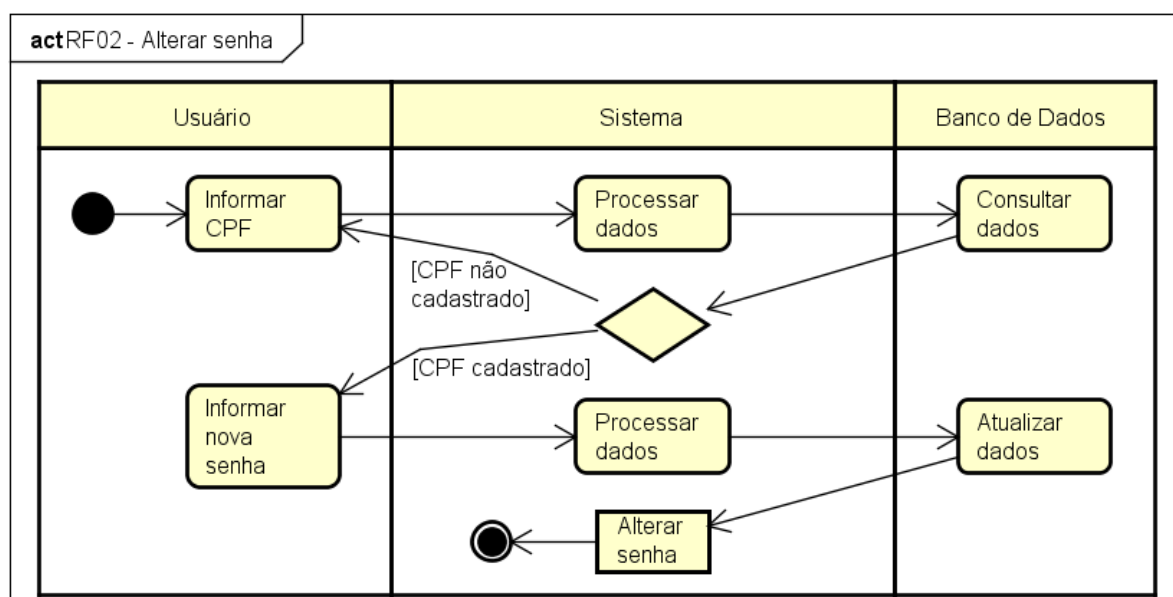 act RF02 - Alterar senha
Usuário
Sistema
Banco de Dados
Informar
CPF
Processar
dados
Consultar
dados
[CPF não
cadastrado]
[CPF cadastrado]
Informar
nova
senha
Processar
dados
Atualizar
dados
Alterar
senha